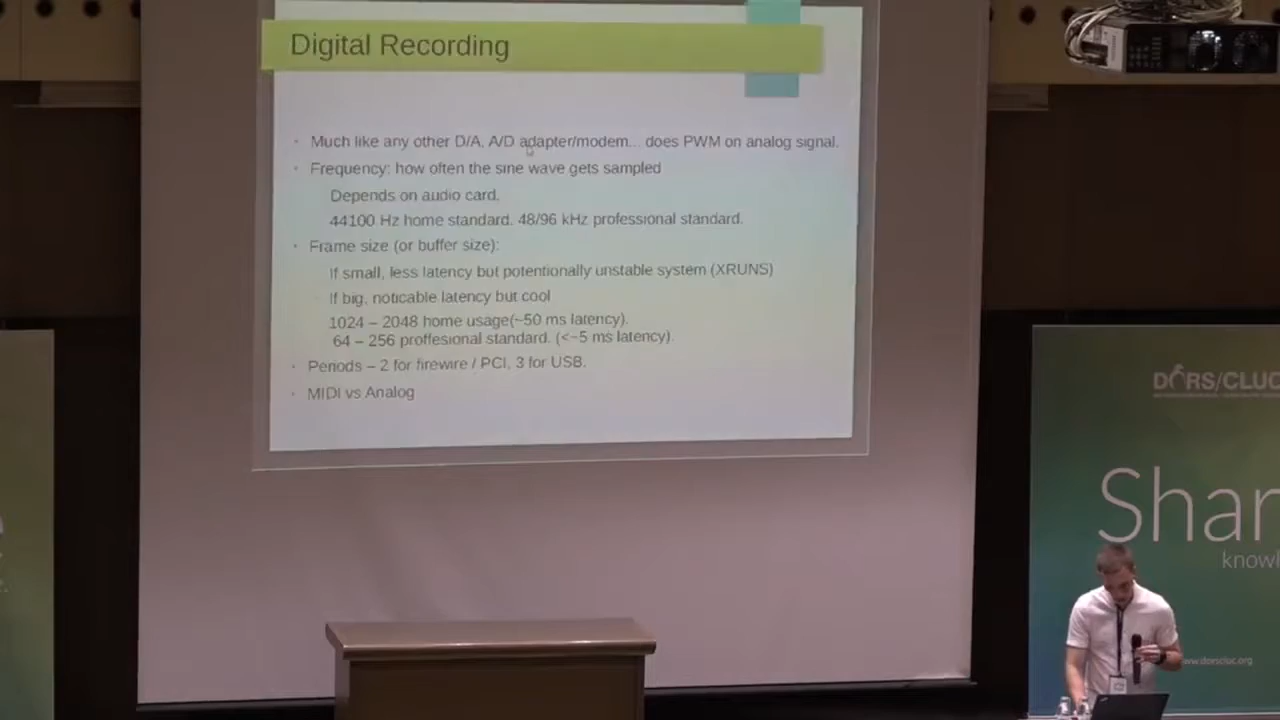 Digital Recording
Much like any other D/A, A/D adapter/modem... does PWM on analog signal.
Frequency: how often the sine wave gets sampled
Depends on audio card.
44100 Hz home standard. 48/96 kHz professional standard.
Frame size (or buffer size):
If small, less latency but potentionally unstable system (XRUNS)
If big, noticable latency but cool
1024 – 2048 home usage(~50 ms latency).
64 – 256 proffesional standard. (<~5 ms latency).
Periods – 2 for firewire / PCI, 3 for USB.
MIDI vs Analog
DORS/CLUC
Shar
knowl
www.dorscluc.org